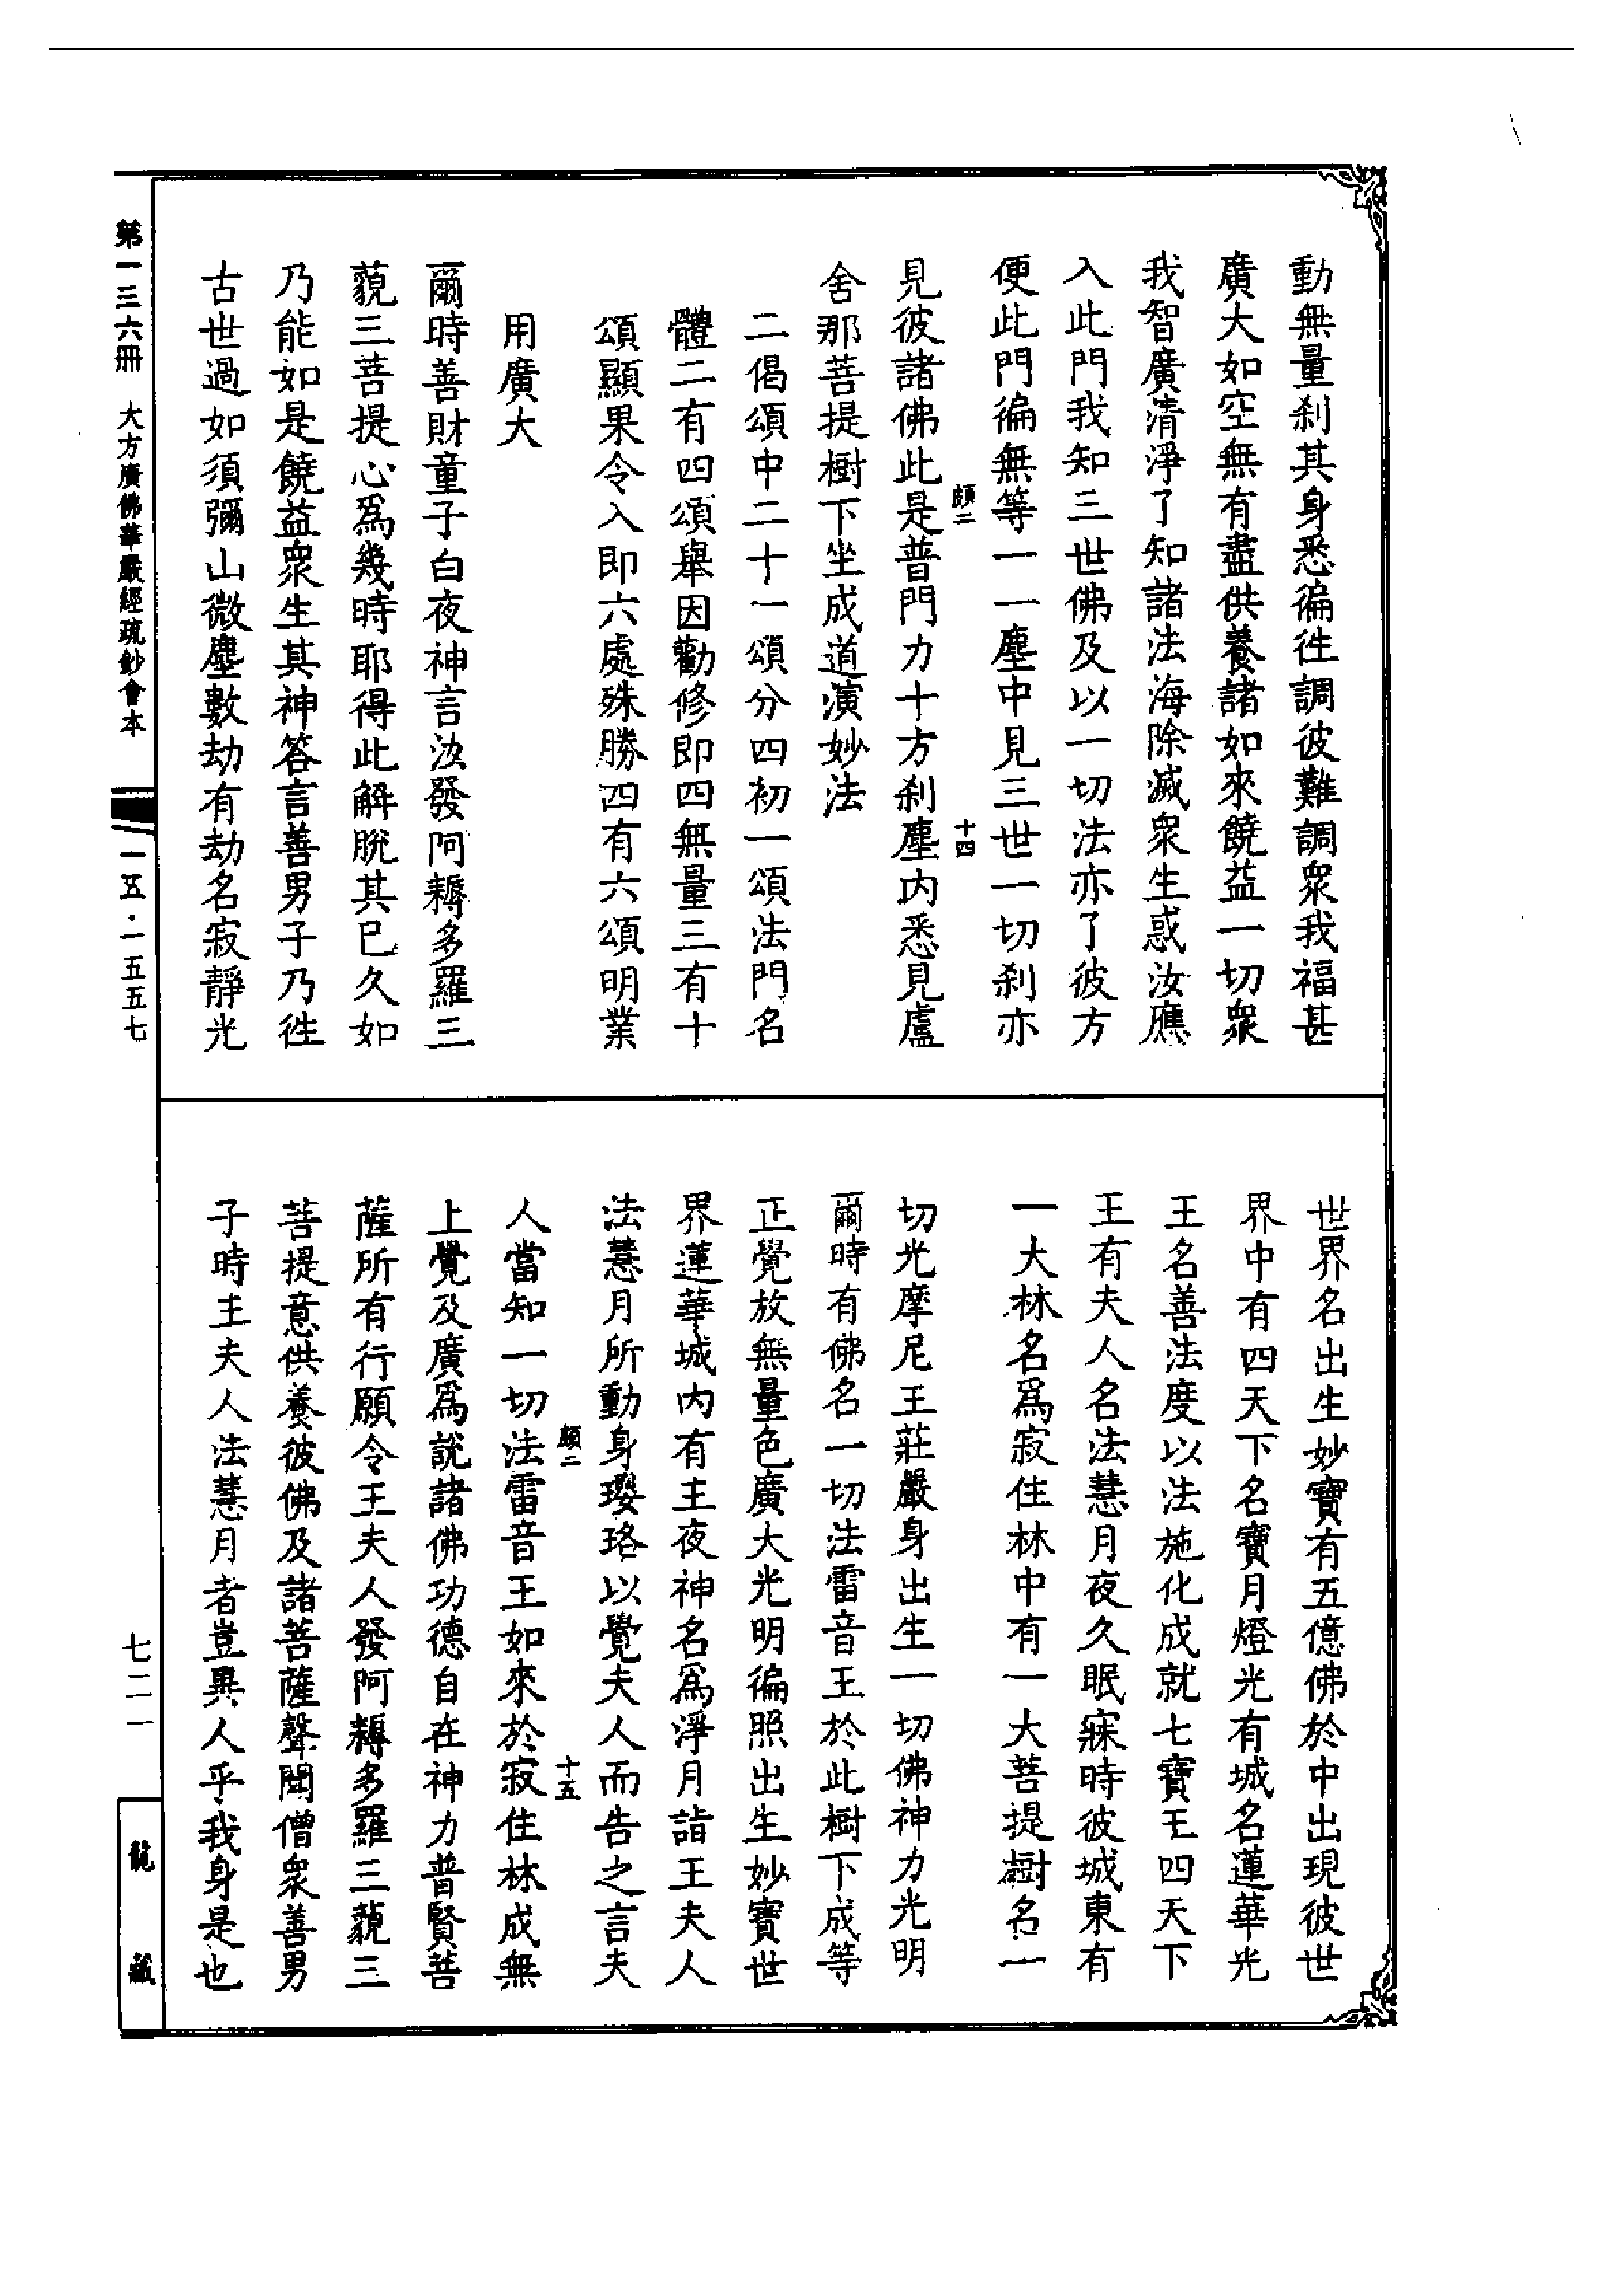 動無量刹其身悉徧徃調彼難調衆我福甚
廣大如空無有盡供養諸如來饒益一切衆
我智廣清淨了知諸法海除滅衆生惑汝應
入此門我知三世佛及以一切法亦了彼方
便此門徧無等一一塵中見三世一切刹亦
頗二
十四
見彼諸佛此是普門力十方刹塵内悉見盧
舍那菩提樹下坐成道演妙法
二偈頌中二十一頌分四初一頌法門名
體二有四頌舉因勸修即四無量三有十
頌顯果令入即六處殊勝四有六頌明業
用廣大
爾時善財童子白夜神言汝發阿耨多羅三
藐三菩提心爲幾時耶得此解脫其已久如
乃能如是饒益衆生其神答言善男子乃徃
古世過如須彌山微塵數劫有劫名寂靜光
世界名出生妙寶有五億佛於中出現彼世
界中有四天下名寶月燈光有城名蓮華光
王名善法度以法施化成就七寶王四天下
王有夫人名法慧月夜久眠寐時彼城東有
一大林名爲寂住林中有一大菩提樹名一
切光摩尼王莊嚴身出生一切佛神力光明
爾時有佛名一切法雷音王於此樹下成等
正覺放無量色廣大光明徧照出生妙寶世
界蓮華城内有主夜神名爲淨月詣王夫人
法慧月所動身瓔珞以覺夫人而告之言夫
頗二
十五
人當知一切法雷音王如來於寂住林成無
上覺及廣爲說諸佛功德自在神力普賢菩
薩所有行願令王夫人發阿耨多羅三藐三
菩提意供養彼佛及諸菩薩聲聞僧衆善男
子時王夫人法慧月者豈異人乎我身是也
第一三六冊 大方廣佛華嚴經疏鈔會本 一五·一五五七
七二一
龍藏